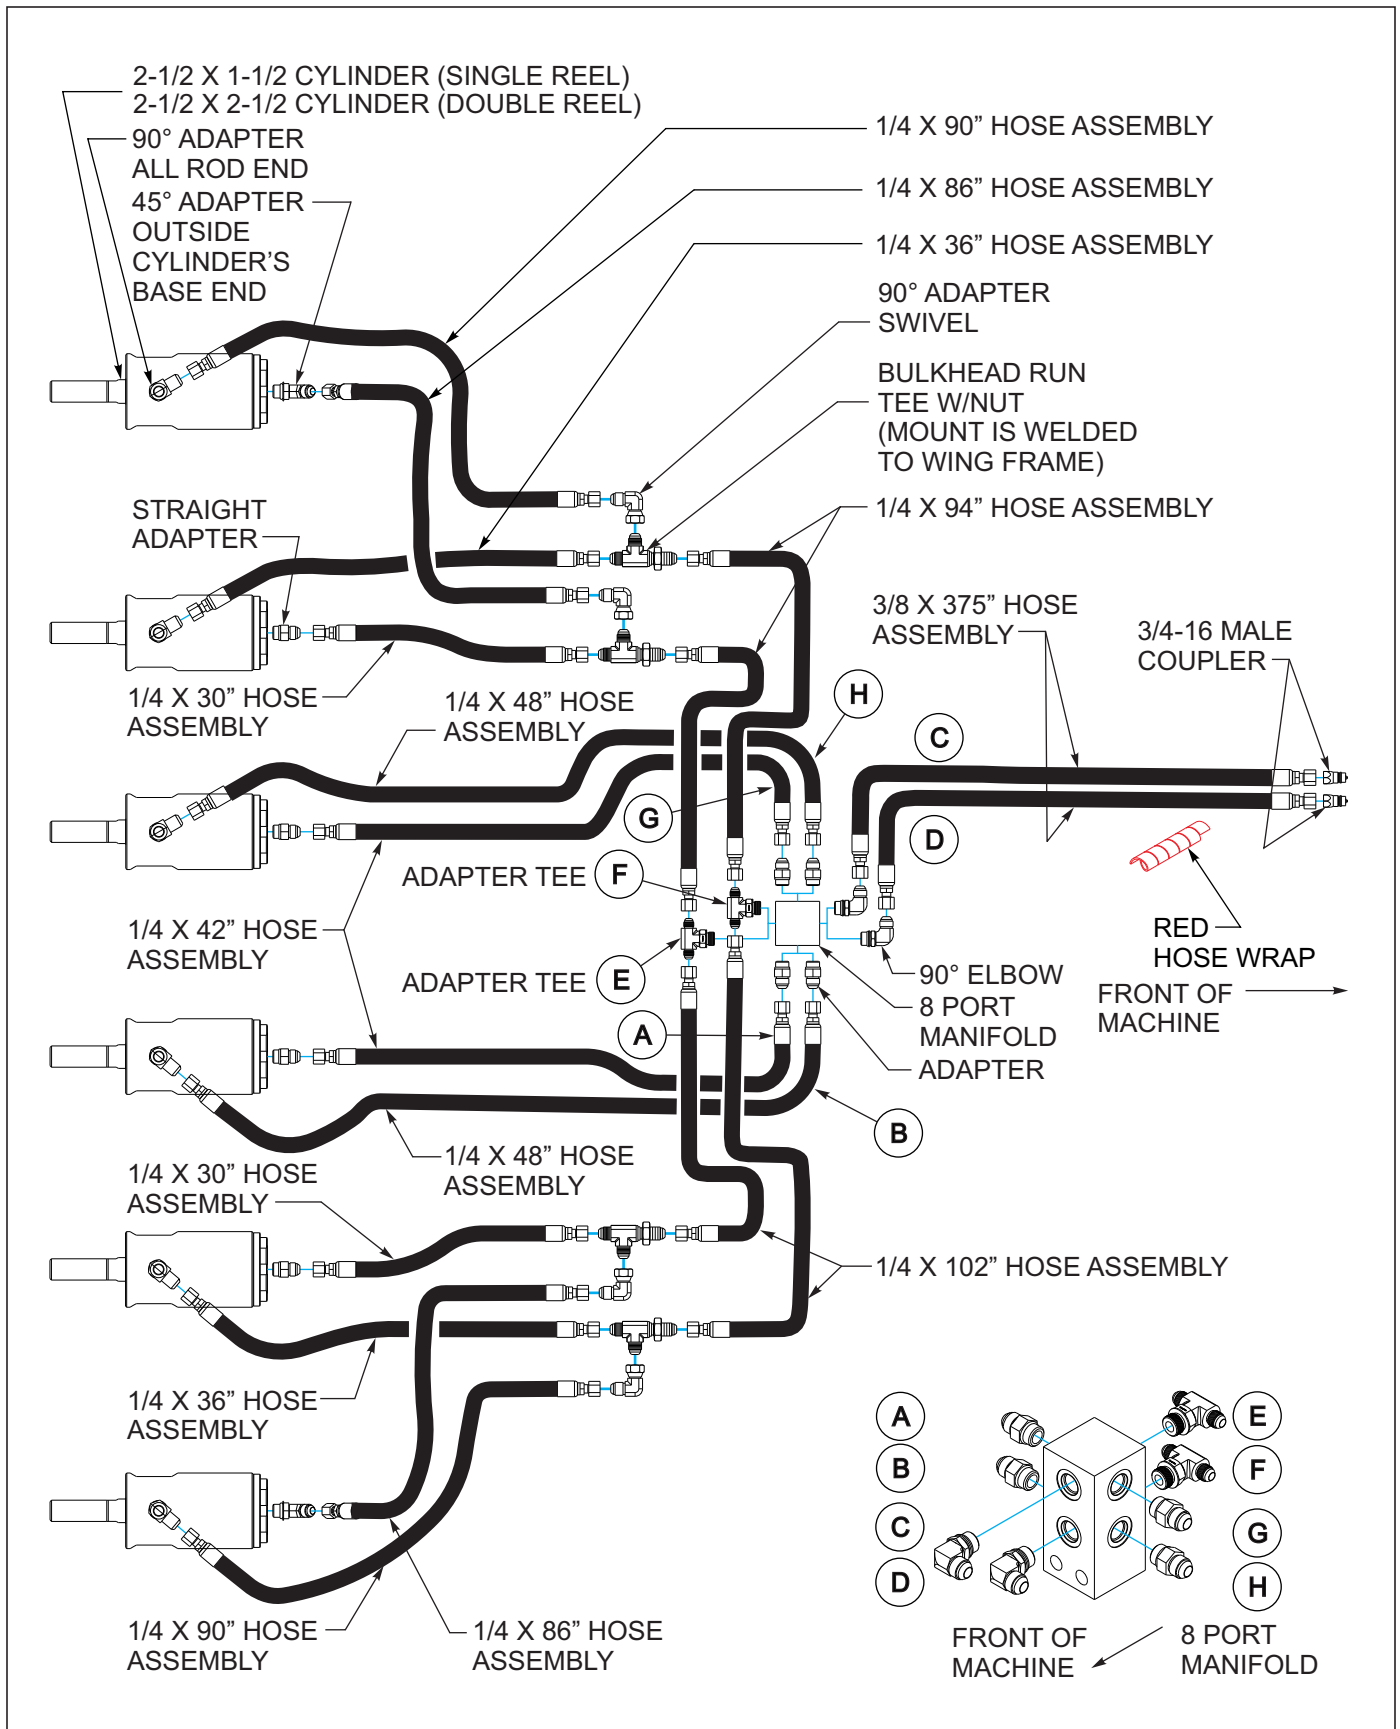 2-1/2 X 1-1/2 CYLINDER (SINGLE REEL)
2-1/2 X 2-1/2 CYLINDER (DOUBLE REEL)
90° ADAPTER
ALL ROD END
45° ADAPTER
OUTSIDE
CYLINDER'S
BASE END
1/4 X 90” HOSE ASSEMBLY
1/4 X 86” HOSE ASSEMBLY
1/4 X 36” HOSE ASSEMBLY
90° ADAPTER
SWIVEL
BULKHEAD RUN
TEE W/NUT
(MOUNT IS WELDED
TO WING FRAME)
1/4 X 94” HOSE ASSEMBLY
STRAIGHT
ADAPTER
3/8 X 375” HOSE
ASSEMBLY
3/4-16 MALE
COUPLER
1/4 X 30” HOSE
ASSEMBLY
1/4 X 48” HOSE
ASSEMBLY
H
C
G
D
ADAPTER TEE
F
1/4 X 42” HOSE
ASSEMBLY
ADAPTER TEE
E
RED
HOSE WRAP
90° ELBOW
8 PORT
MANIFOLD
ADAPTER
FRONT OF
MACHINE
A
B
1/4 X 48” HOSE
ASSEMBLY
1/4 X 30” HOSE
ASSEMBLY
1/4 X 102” HOSE ASSEMBLY
1/4 X 36” HOSE
ASSEMBLY
A
B
C
D
E
F
G
H
1/4 X 90” HOSE
ASSEMBLY
1/4 X 86” HOSE
ASSEMBLY
FRONT OF
MACHINE
8 PORT
MANIFOLD